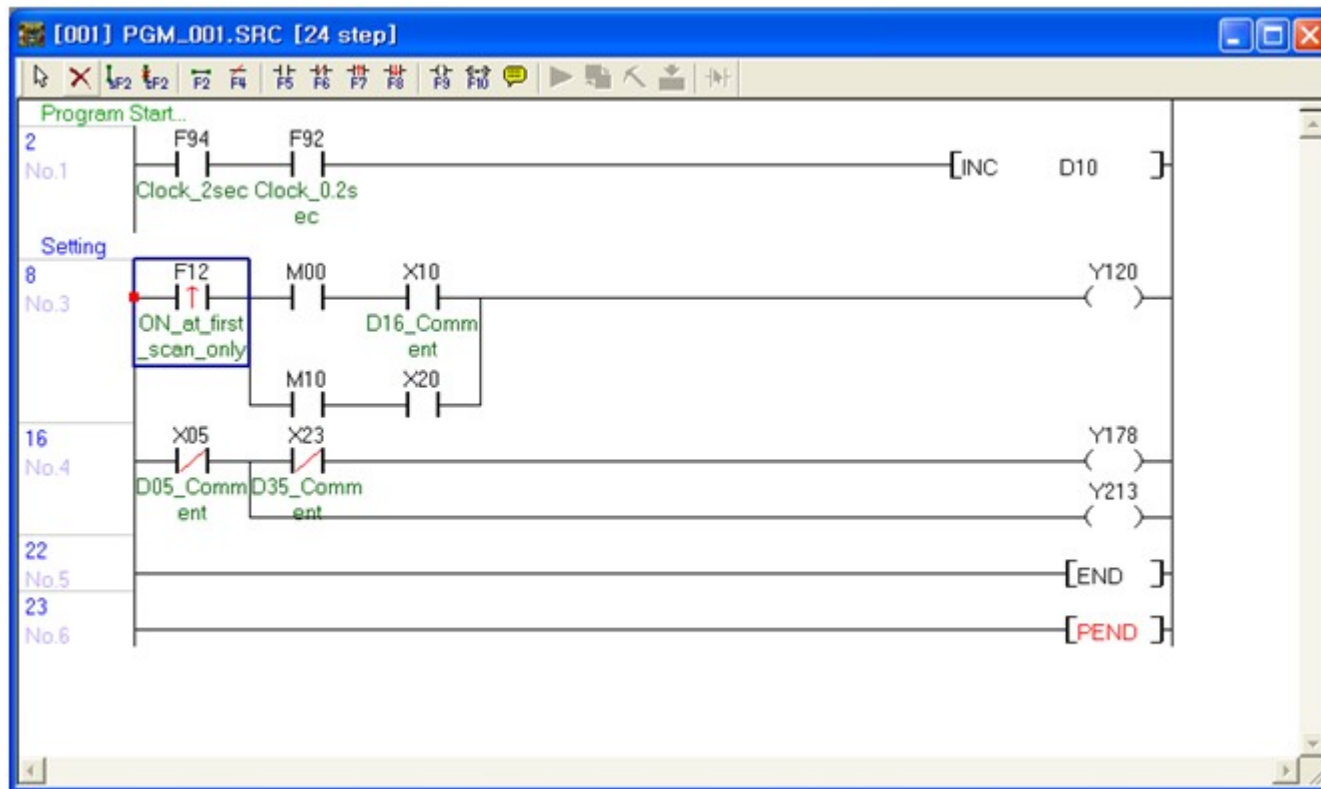 [001] PGM_001.SRC [24 step]
F2 F2 F2 F4 F5 F6 F7 F8 F9 F10
Program Start...
2 F94 F92
No.1 [INC D10 ]
Clock_2sec Clock_0.2s
ec
Setting
8 F12 M00 X10 Y120
No.3
ON_at_first D16_Comm
_scan_only ent
M10 X20
16 X05 X23 Y178
No.4
D05_Comm D35_Comm Y213
ent ent
22
No.5 [END ]
23
No.6 [PEND ]